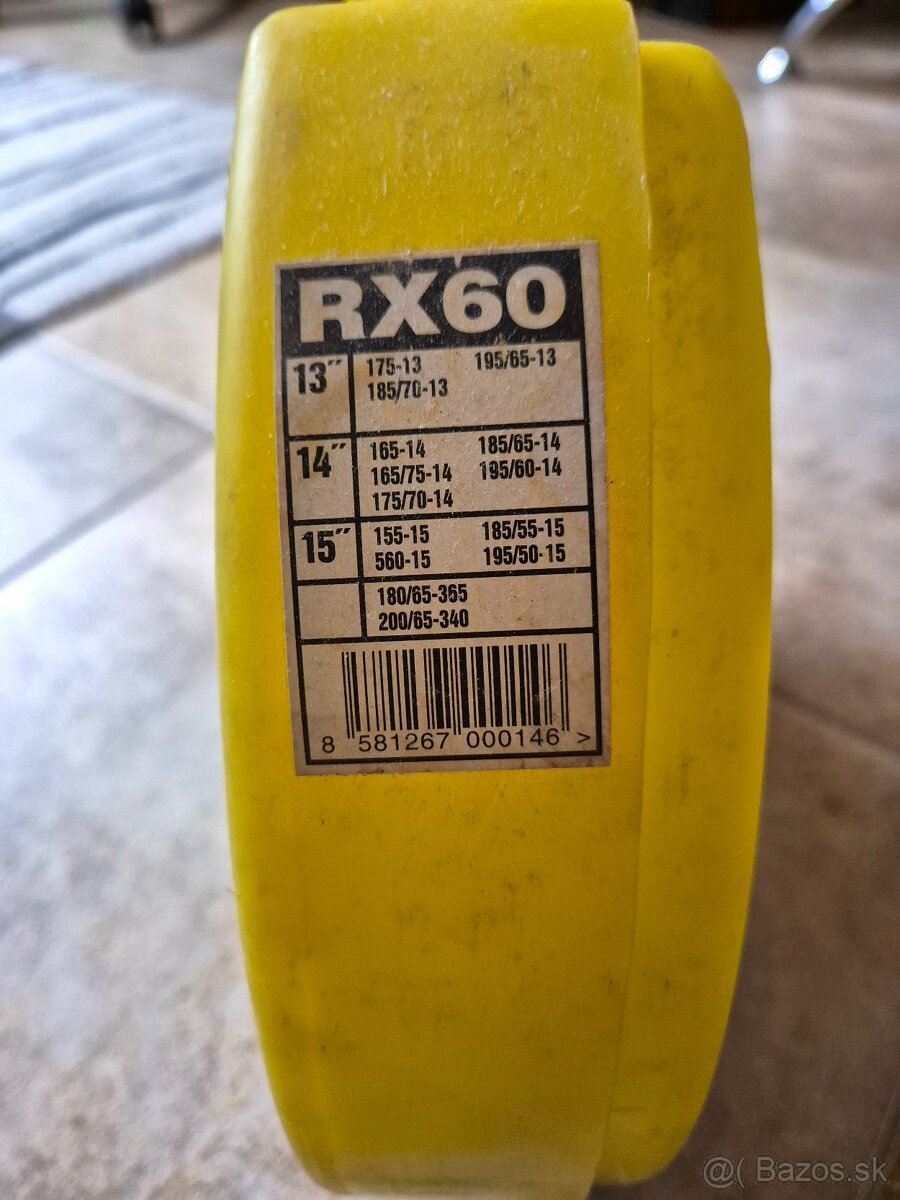 RX60
13" 175-13 195/65-13
185/70-13
14" 165-14 185/65-14
165/75-14 195/60-14
175/70-14
15" 155-15 185/55-15
560-15 195/50-15
180/65-365
200/65-340
8 581267 000146 >
@( Bazos.sk